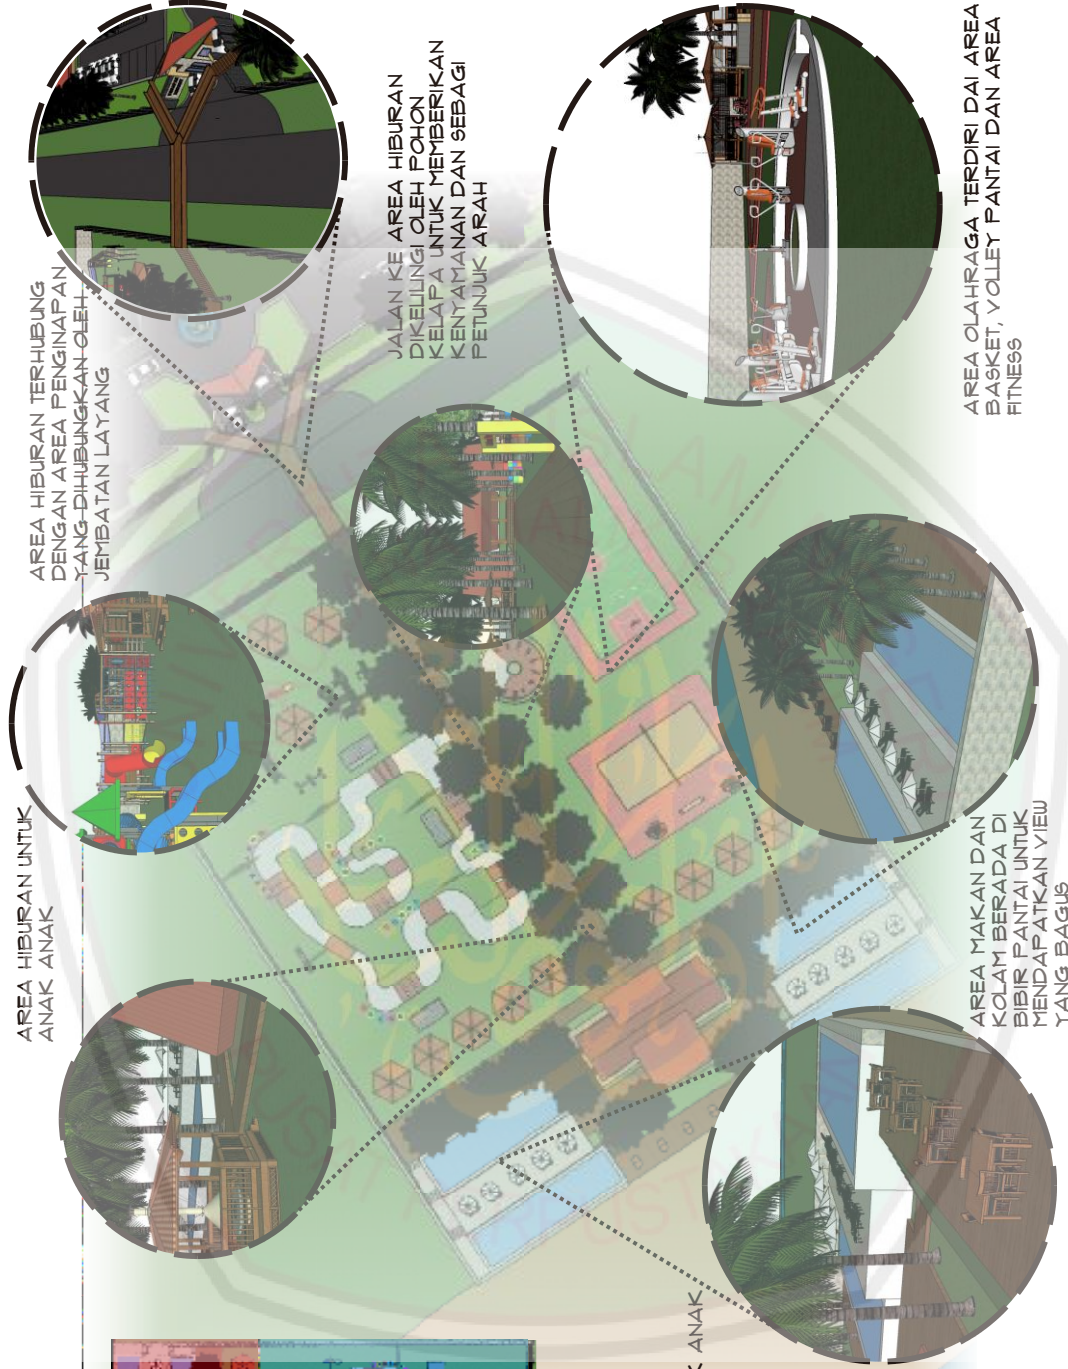 AREA HIBURAN TERHUBUNG
DENGAN AREA PENGINAPAN
YANG DIHUBUNGKAN OLEH
JEMBATAN LAYANG
JALAN KE AREA HIBURAN
DIKELILINGI OLEH POHON
KELAPA UNTUK MEMBERIKAN
KENYAMANAN DAN SEBAGI
PETUNJUK ARAH
AREA OLAHRAGA TERDIRI DAI AREA
BASKET, VOLLEY PANTAI DAN AREA
FITNESS
AREA HIBURAN UNTUK
ANAK ANAK
AREA MAKAN DAN
KOLAM BERADA DI
BIBIR PANTAI UNTUK
MENDAPATKAN VIEW
YANG BAGUS
K ANAK